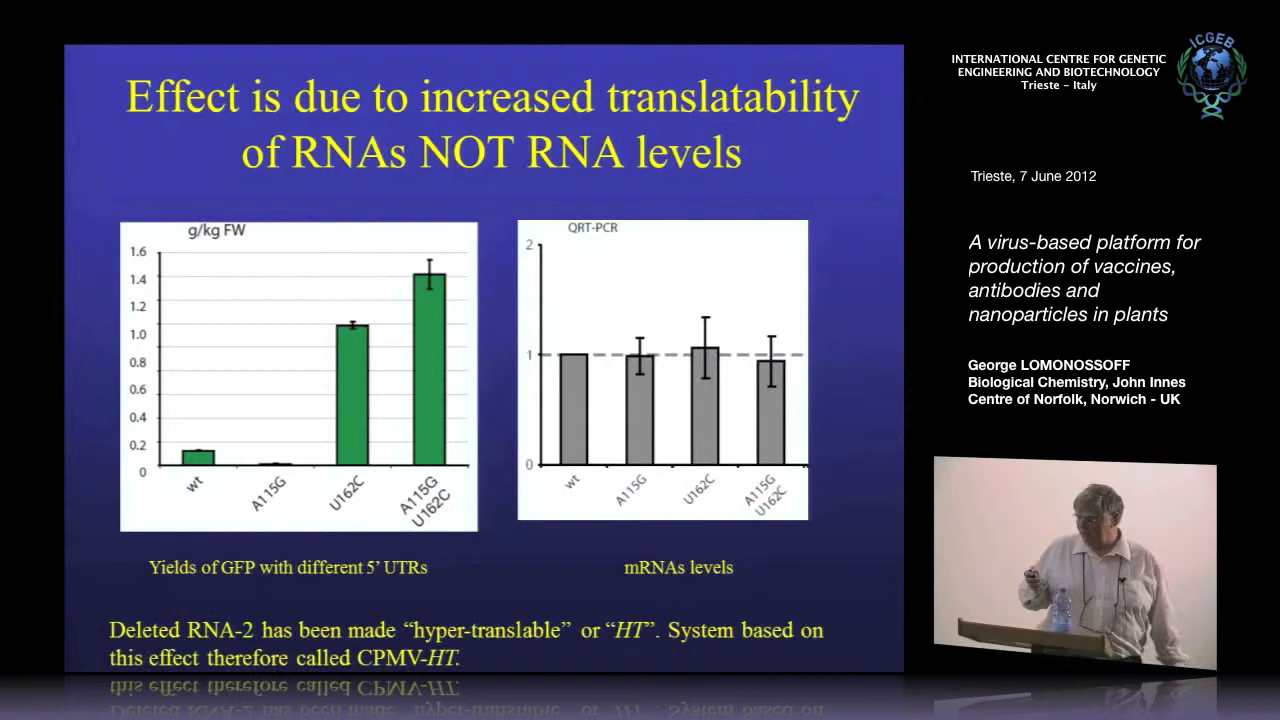 Effect is due to increased translatability
of RNAs NOT RNA levels
g/kg FW
1.6
1.4
1.2
1.0
0.8
0.6
0.4
0.2
0
wt
A115G
U162C
A115G
U162C
Yields of GFP with different 5’ UTRs
QRT-PCR
2
1
0
wt
A115G
U162C
A115G
U162C
mRNAs levels
Deleted RNA-2 has been made “hyper-translable” or “HT”. System based on
this effect therefore called CPMV-HT.
INTERNATIONAL CENTRE FOR GENETIC
ENGINEERING AND BIOTECHNOLOGY
Trieste - Italy
ICGEB
Trieste, 7 June 2012
A virus-based platform for
production of vaccines,
antibodies and
nanoparticles in plants
George LOMONOSSOFF
Biological Chemistry, John Innes
Centre of Norfolk, Norwich - UK